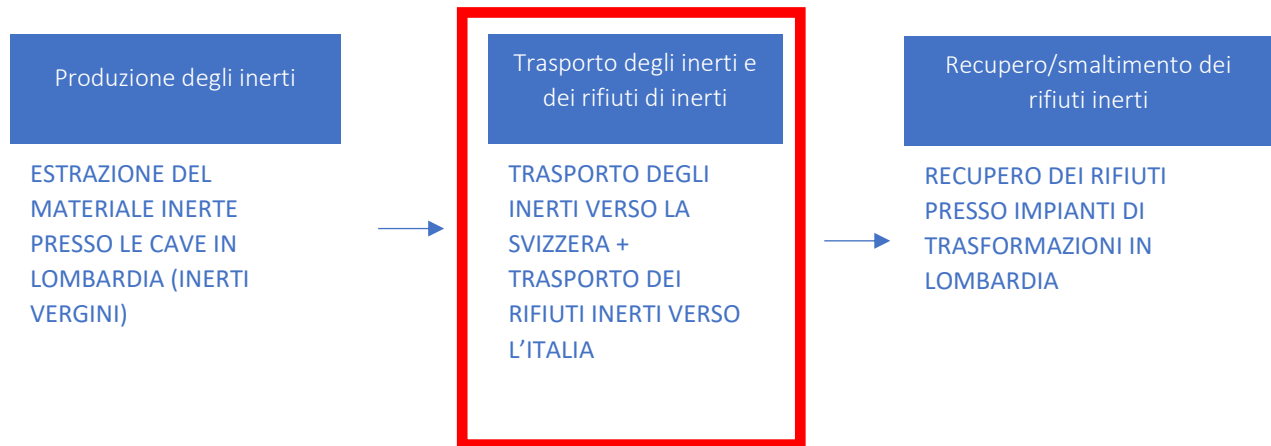 Produzione degli inerti
ESTRAZIONE DEL
MATERIALE INERTE
PRESSO LE CAVE IN
LOMBARDIA (INERTI
VERGINI)
Trasporto degli inerti e
dei rifiuti di inerti
TRASPORTO DEGLI
INERTI VERSO LA
SVIZZERA +
TRASPORTO DEI
RIFIUTI INERTI VERSO
L’ITALIA
Recupero/smaltimento dei
rifiuti inerti
RECUPERO DEI RIFIUTI
PRESSO IMPIANTI DI
TRASFORMAZIONI IN
LOMBARDIA